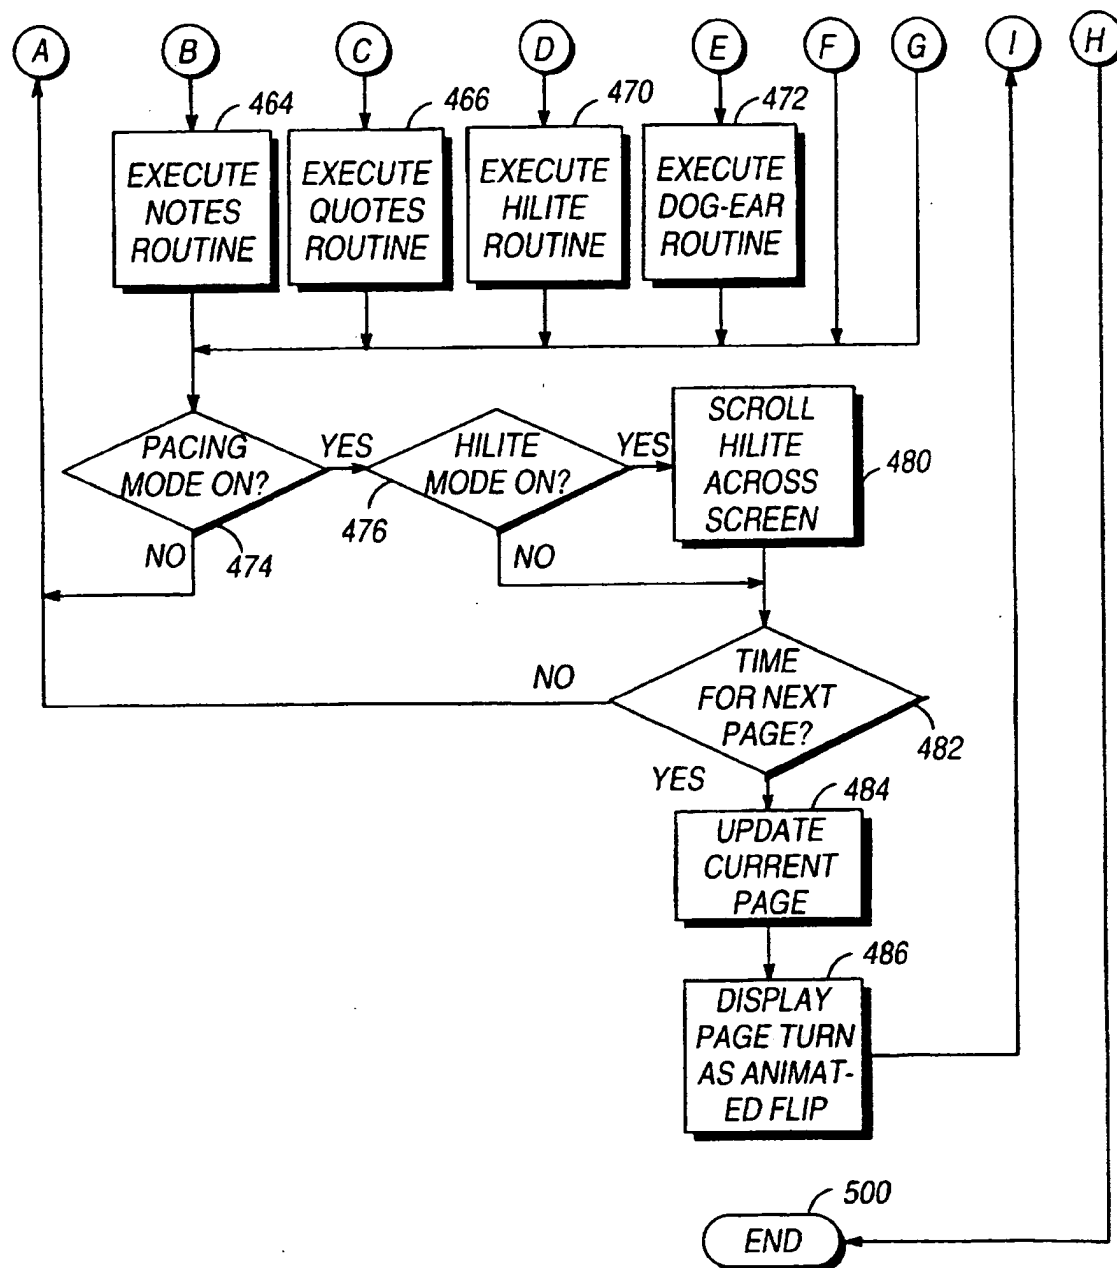 A
B
C
D
E
F
G
I
H
464
466
470
472
EXECUTE
NOTES
ROUTINE
EXECUTE
QUOTES
ROUTINE
EXECUTE
HILITE
ROUTINE
EXECUTE
DOG-EAR
ROUTINE
PACING
MODE ON?
YES
NO
474
HILITE
MODE ON?
YES
476
NO
SCROLL
HILITE
ACROSS
SCREEN
480
NO
TIME
FOR NEXT
PAGE?
482
YES
484
UPDATE
CURRENT
PAGE
486
DISPLAY
PAGE TURN
AS ANIMAT-
ED FLIP
500
END